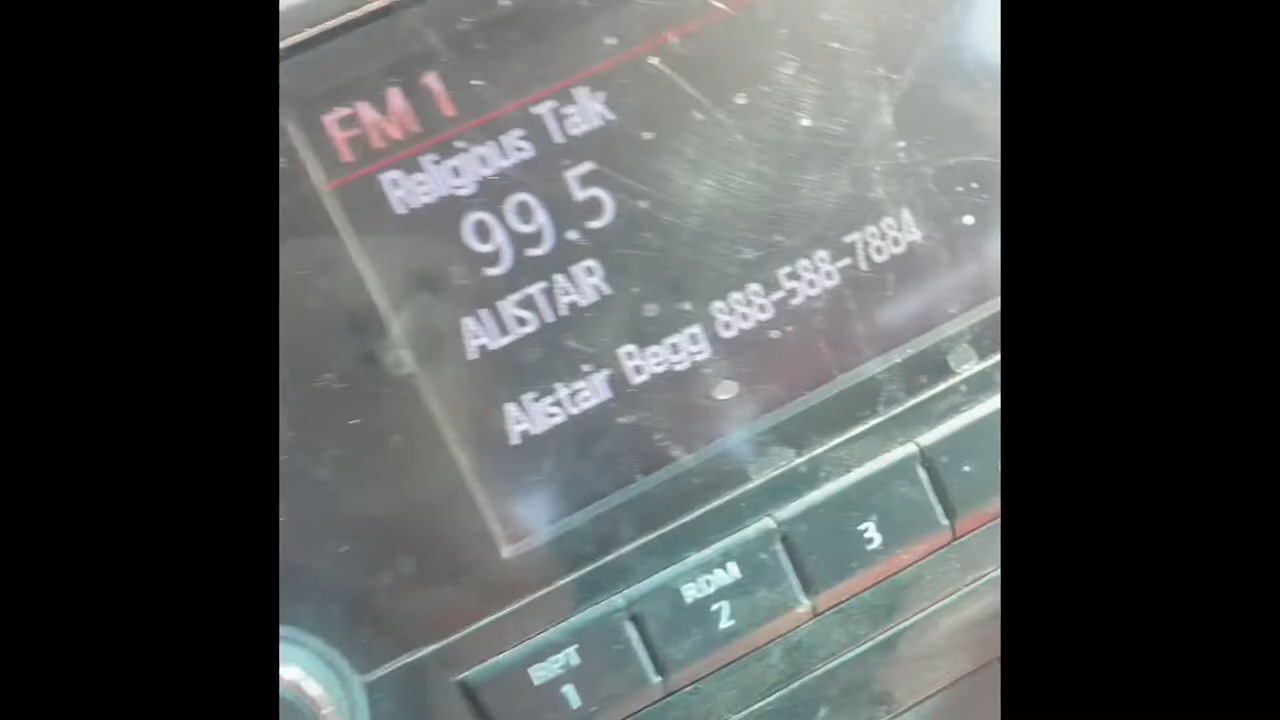 FM 1
Religious Talk
99.5
ALISTAIR
Alistair Begg 888-588-7884
RPT
1
RDM
2
3